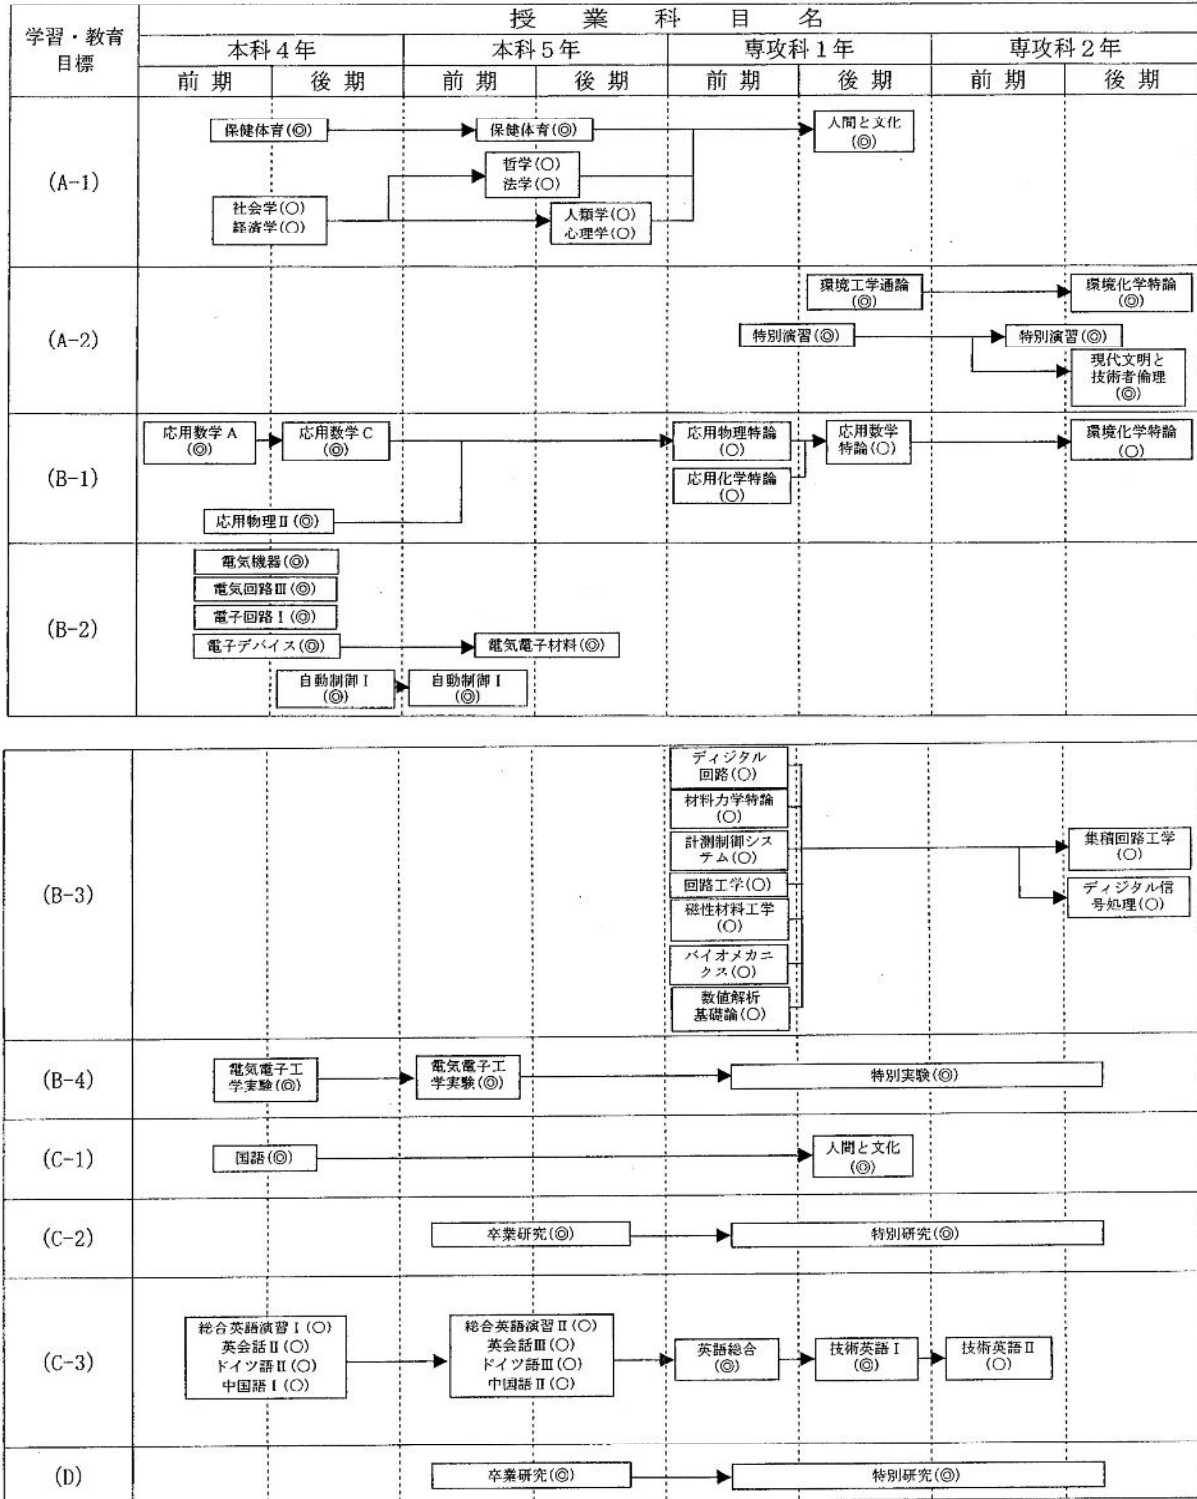 学習・教育
目標
授業科目名
本科４年
本科５年
専攻科１年
専攻科２年
前期
後期
前期
後期
前期
後期
前期
後期
(A-1)
保健体育(◎)
保健体育(◎)
人間と文化
(◎)
哲学(○)
法学(○)
社会学(○)
経済学(○)
人類学(○)
心理学(○)
(A-2)
環境工学通論
(◎)
環境化学特論
(◎)
特別演習(◎)
特別演習(◎)
現代文明と
技術者倫理
(◎)
(B-1)
応用数学Ａ
(◎)
応用数学Ｃ
(◎)
応用物理特論
(○)
応用数学
特論(○)
環境化学特論
(○)
応用化学特論
(○)
応用物理Ⅱ(◎)
(B-2)
電気機器(◎)
電気回路Ⅲ(◎)
電子回路Ⅰ(◎)
電子デバイス(◎)
電気電子材料(◎)
自動制御Ⅰ
(◎)
自動制御Ⅰ
(◎)
(B-3)
ディジタル
回路(○)
材料力学特論
(○)
計測制御シス
テム(○)
回路工学(○)
磁性材料工学
(○)
バイオメカニ
クス(○)
数値解析
基礎論(○)
集積回路工学
(○)
ディジタル信
号処理(○)
(B-4)
電気電子工
学実験(◎)
電気電子工
学実験(◎)
特別実験(◎)
(C-1)
国語(◎)
人間と文化
(◎)
(C-2)
卒業研究(◎)
特別研究(◎)
(C-3)
総合英語演習Ⅰ(○)
英会話Ⅱ(○)
ドイツ語Ⅱ(○)
中国語Ⅰ(○)
総合英語演習Ⅱ(○)
英会話Ⅲ(○)
ドイツ語Ⅲ(○)
中国語Ⅱ(○)
英語総合
(◎)
技術英語Ⅰ
(◎)
技術英語Ⅱ
(○)
(D)
卒業研究(◎)
特別研究(◎)